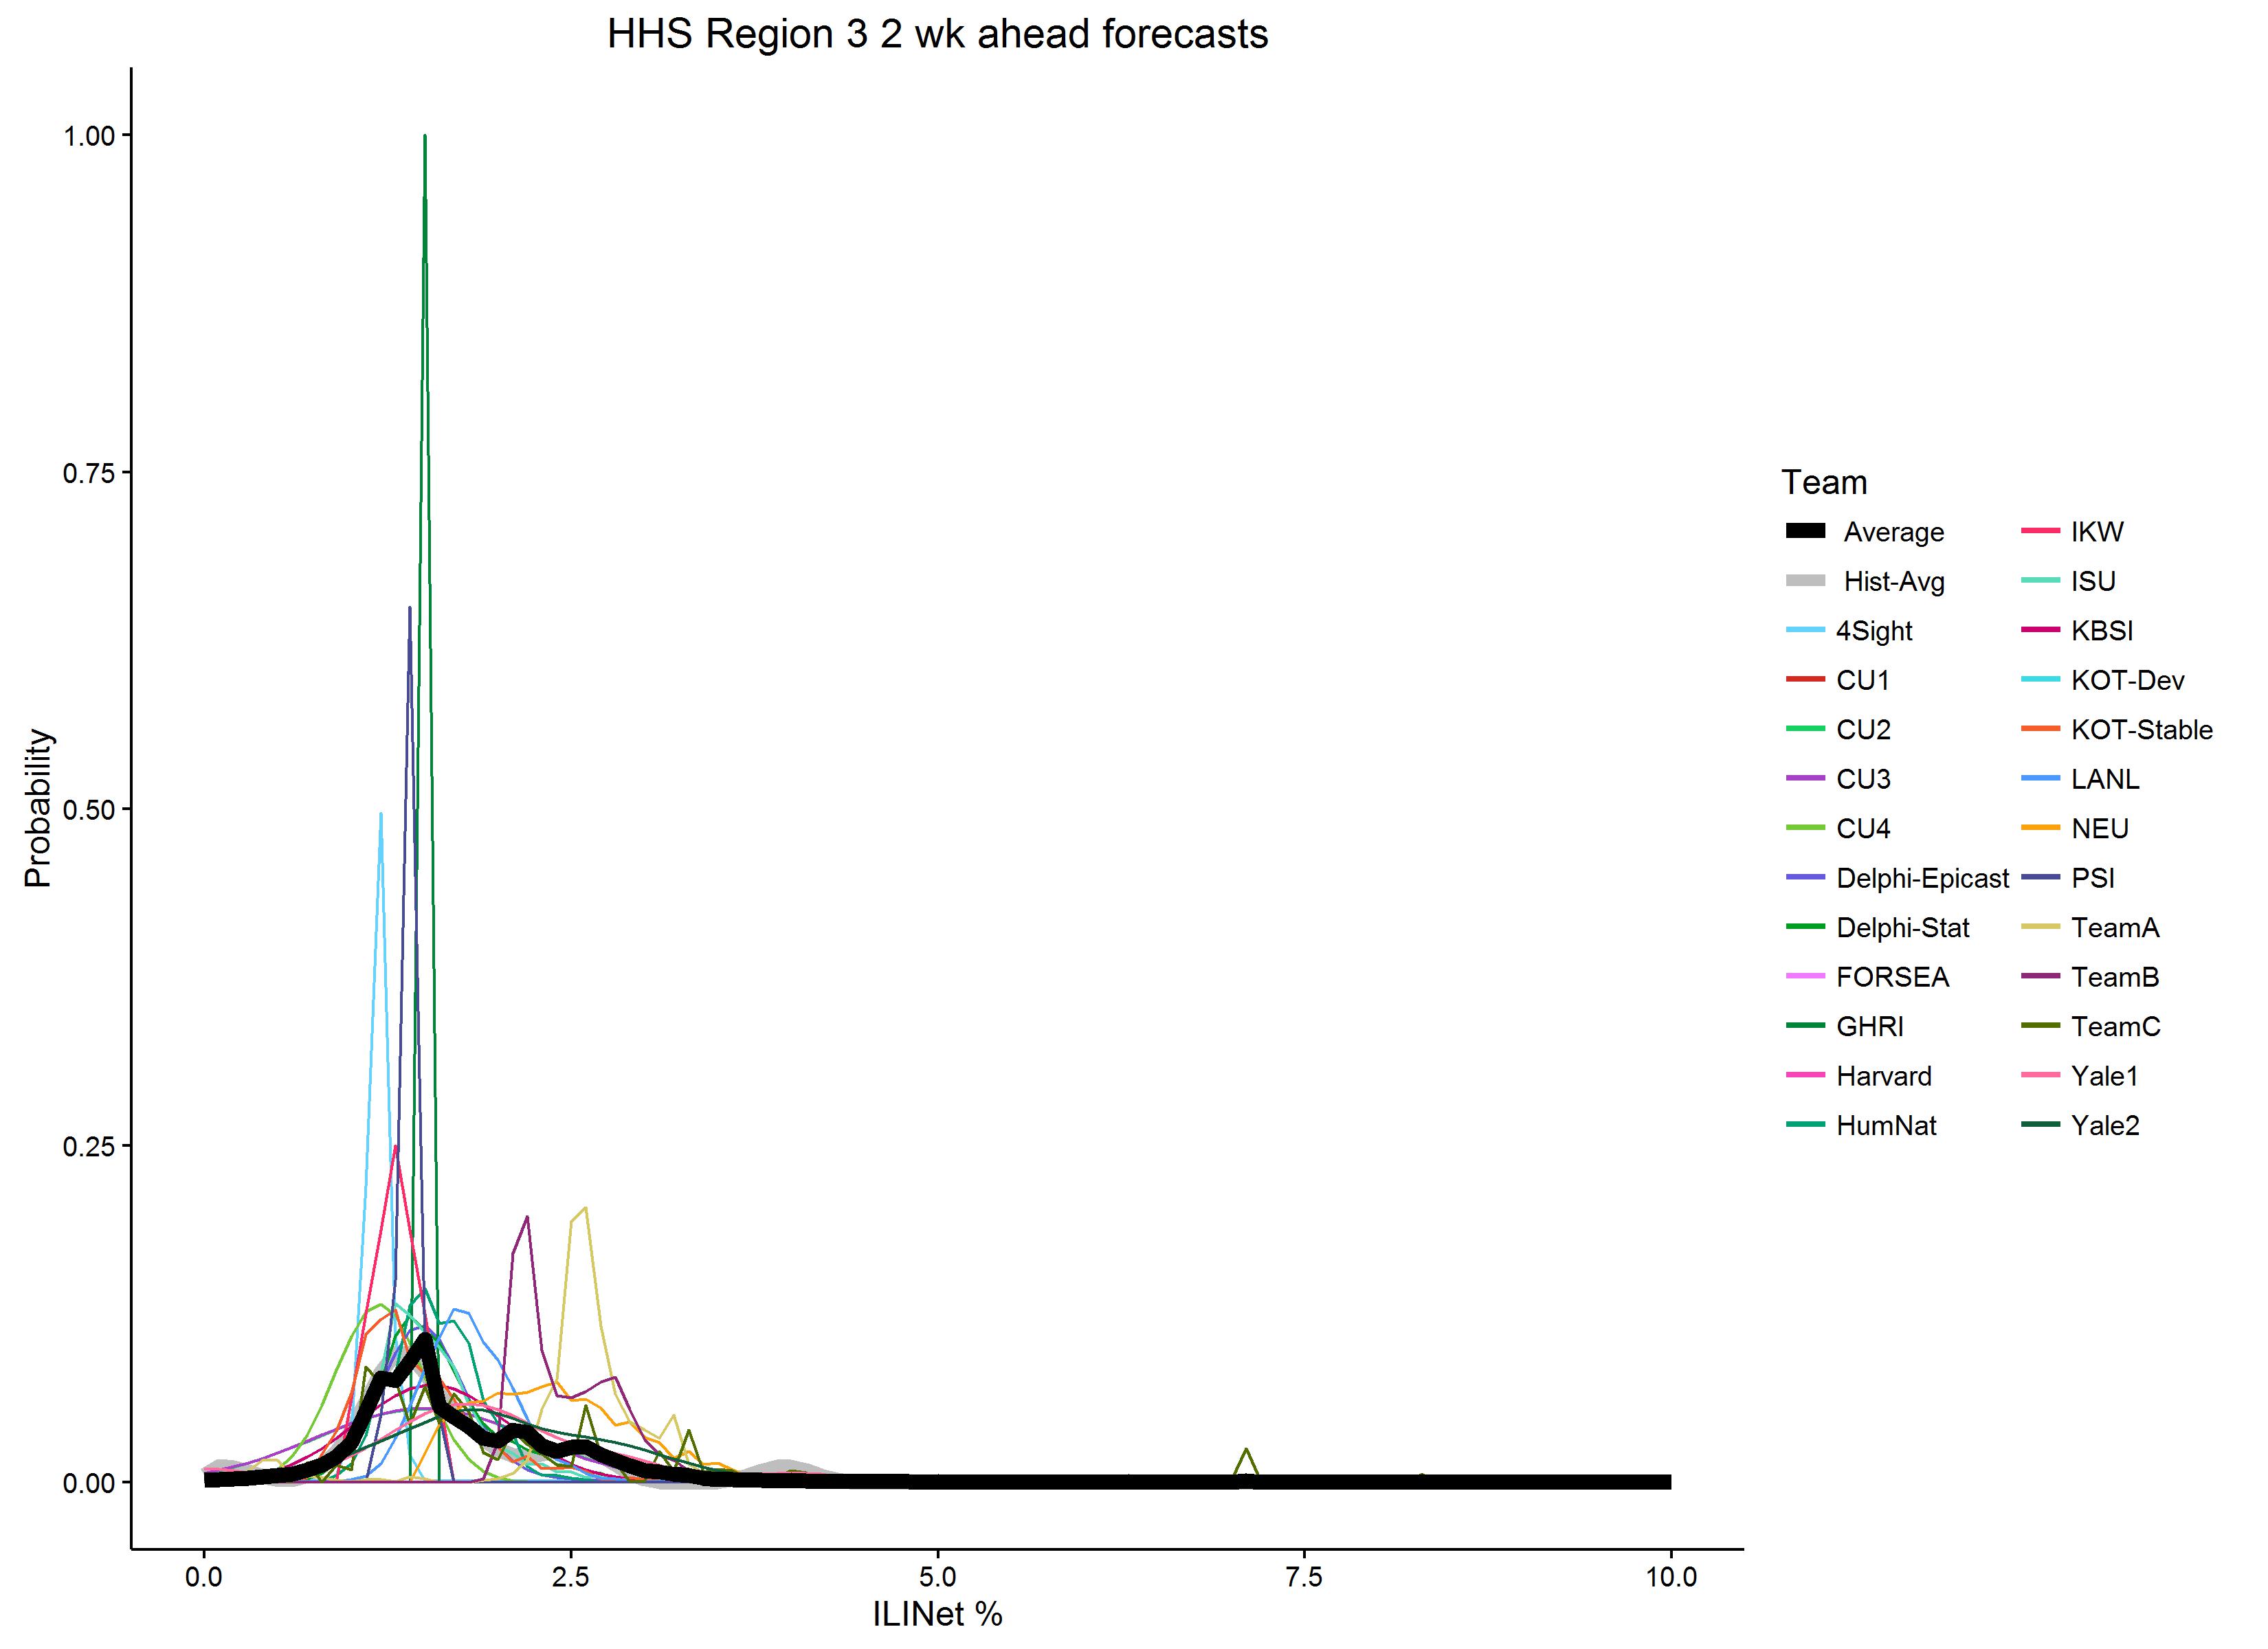 HHS Region 3 2 wk ahead forecasts
1.00
0.75
0.50
0.25
0.00
Probability
0.0 2.5 5.0 7.5 10.0
ILINet %
Team
Average
Hist-Avg
4Sight
CU1
CU2
CU3
CU4
Delphi-Epicast
Delphi-Stat
FORSEA
GHRI
Harvard
HumNat
IKW
ISU
KBSI
KOT-Dev
KOT-Stable
LANL
NEU
PSI
TeamA
TeamB
TeamC
Yale1
Yale2